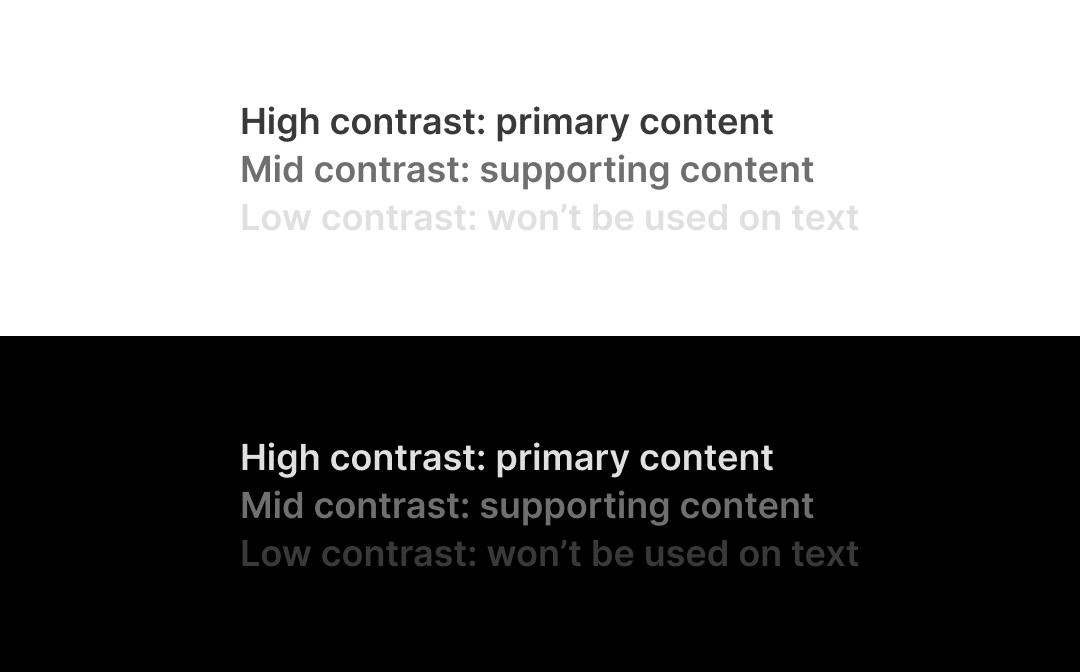 High contrast: primary content
Mid contrast: supporting content
Low contrast: won’t be used on text
High contrast: primary content
Mid contrast: supporting content
Low contrast: won’t be used on text